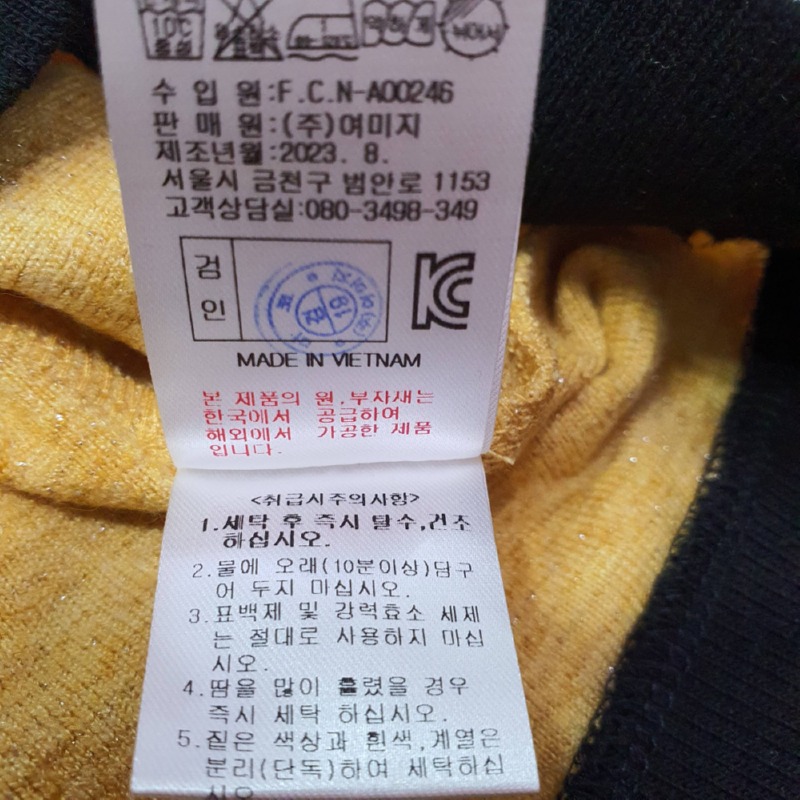 수 입 원:F.C.N-A00246
판 매 원:(주)여미지
제조년월:2023. 8.
서울시 금천구 범안로 1153
고객상담실:080-3498-349
검
인
MADE IN VIETNAM
본 제품의 원,부자새는
한국에서 공급하여
해외에서 가공한 제품
입니다.
<취급시주의사항>
1.세탁 후 즉시 탈수,건조
하십시오.
2.물에 오래(10분이상)담구
어 두지 마십시오.
3.표백제 및 강력효소 세제
는 절대로 사용하지 마십
시오.
4.땀을 많이 흘렸을 경우
즉시 세탁 하십시오.
5.짙은 색상과 흰색,계열은
분리(단독)하여 세탁하십
시오